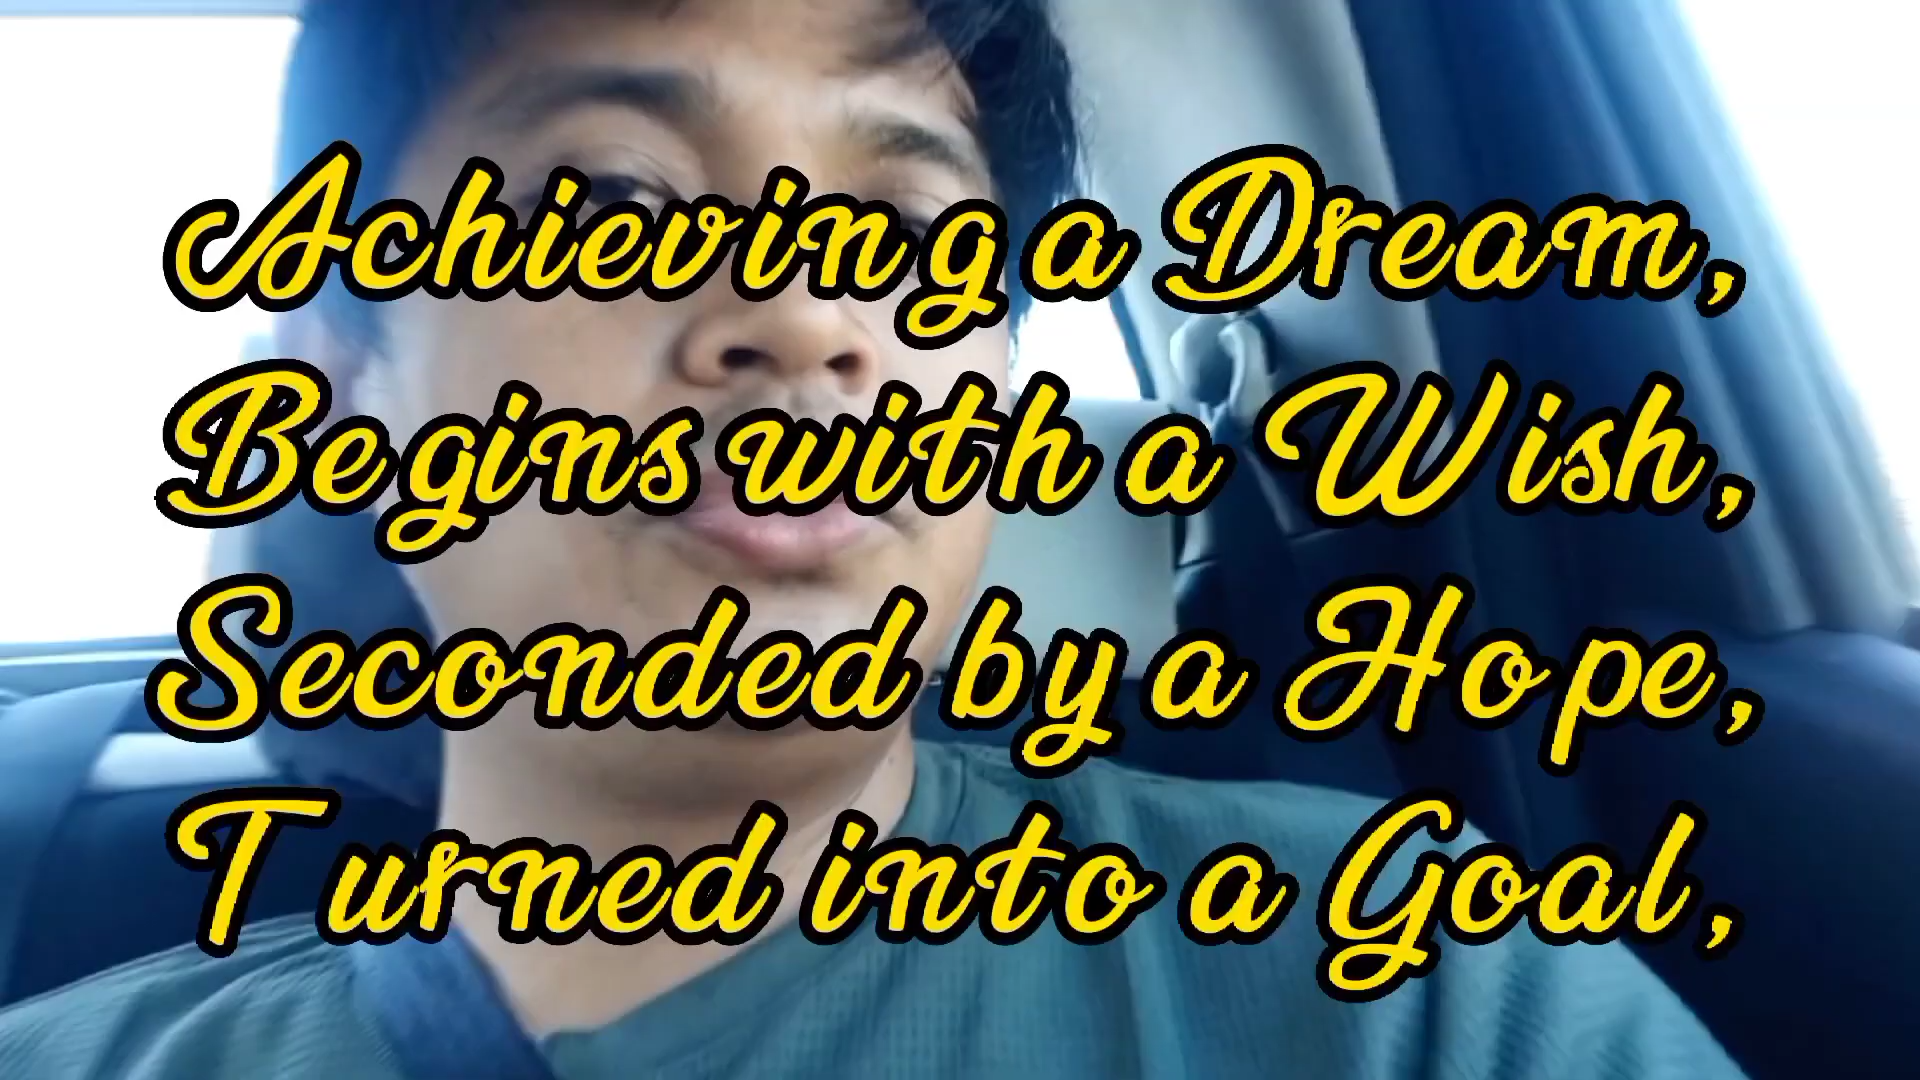 Achieving a Dream,
Begins with a Wish,
Seconded by a Hope,
Turned into a Goal,